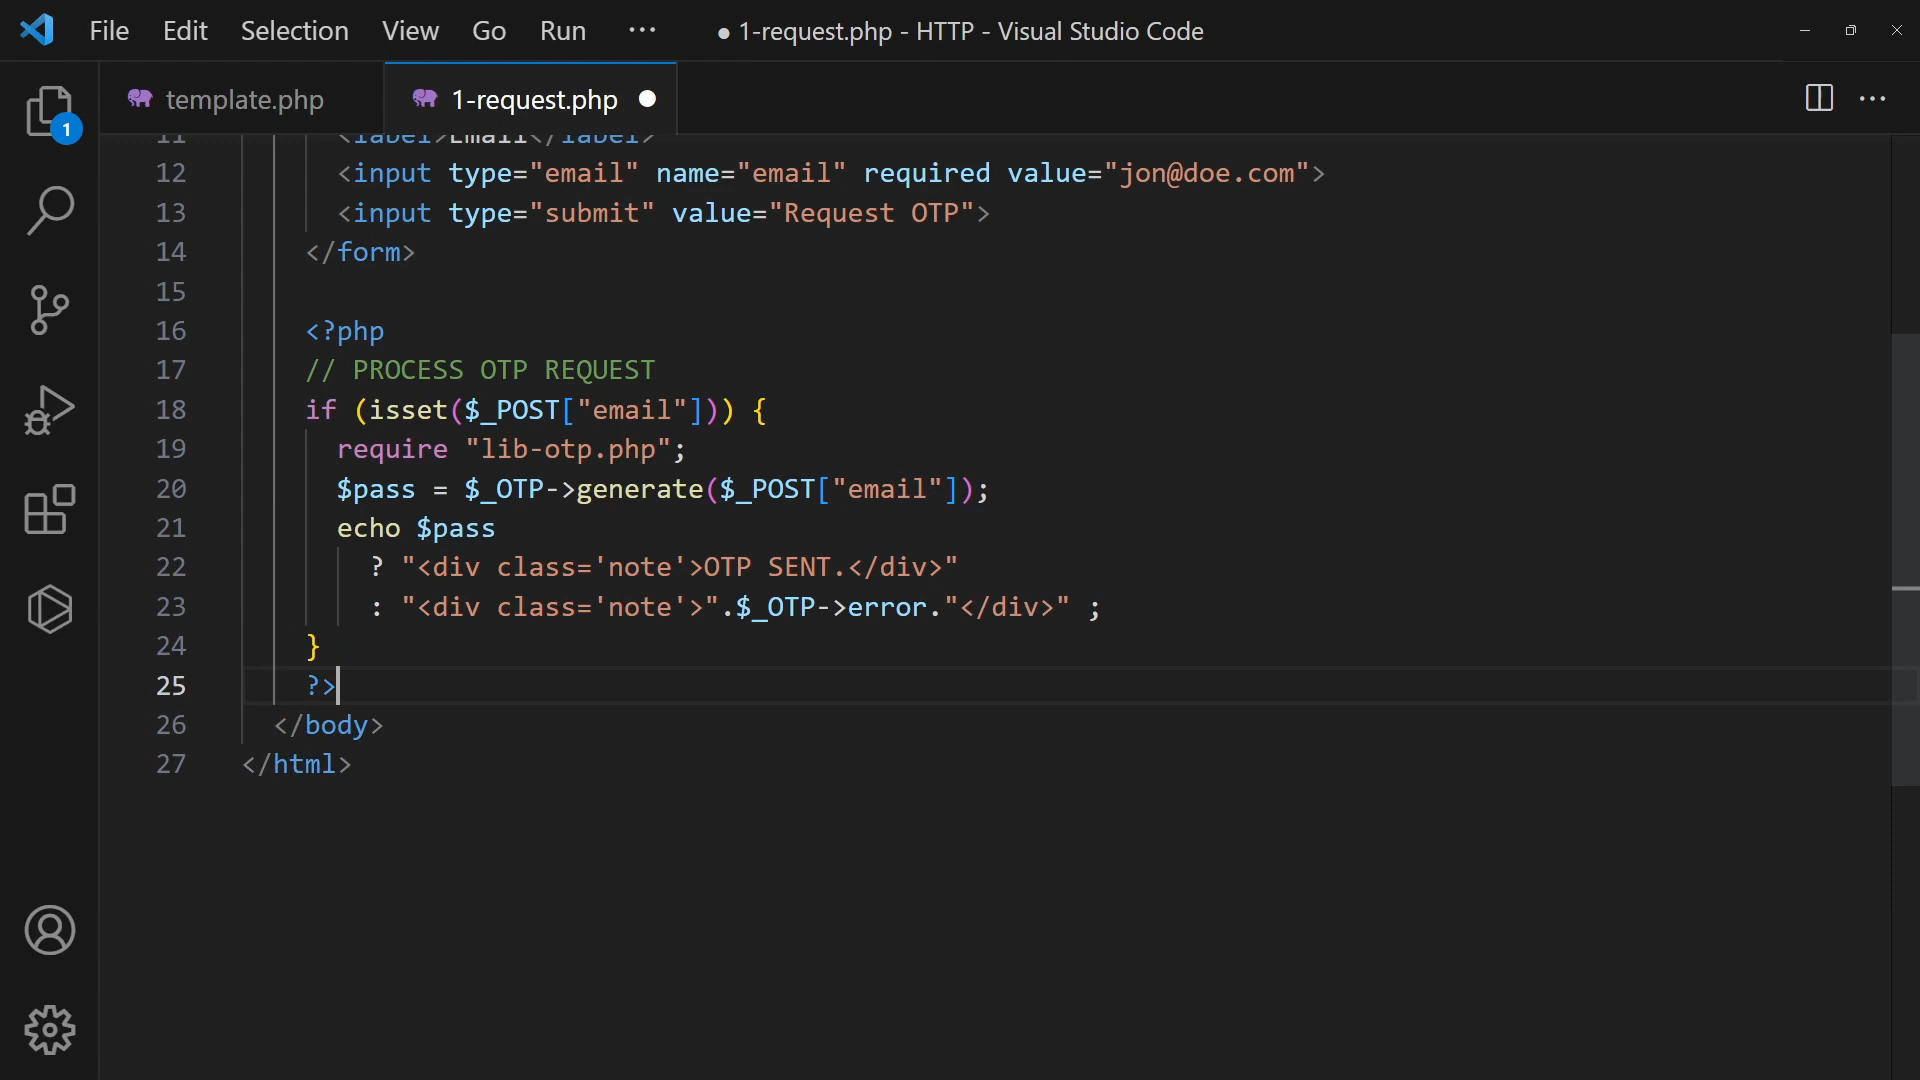 File Edit Selection View Go Run ··· ● 1-request.php - HTTP - Visual Studio Code
template.php 1-request.php
1
11 <label>Email</label>
12 <input type="email" name="email" required value="jon@doe.com">
13 <input type="submit" value="Request OTP">
14 </form>
15
16 <?php
17 // PROCESS OTP REQUEST
18 if (isset($_POST["email"])) {
19 require "lib-otp.php";
20 $pass = $_OTP->generate($_POST["email"]);
21 echo $pass
22 ? "<div class='note'>OTP SENT.</div>"
23 : "<div class='note'>".$_OTP->error."</div>" ;
24 }
25 ?>
26 </body>
27 </html>